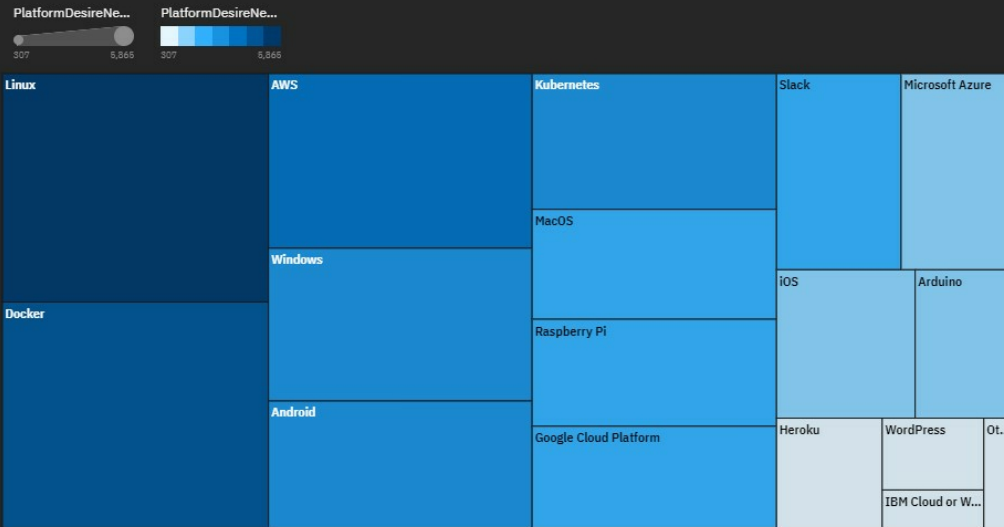 PlatformDesireNe...
PlatformDesireNe...
307
5,865
307
5,865
Linux
AWS
Kubernetes
Slack
Microsoft Azure
MacOS
Windows
iOS
Arduino
Docker
Raspberry Pi
Android
Heroku
WordPress
Ot...
Google Cloud Platform
IBM Cloud or W...